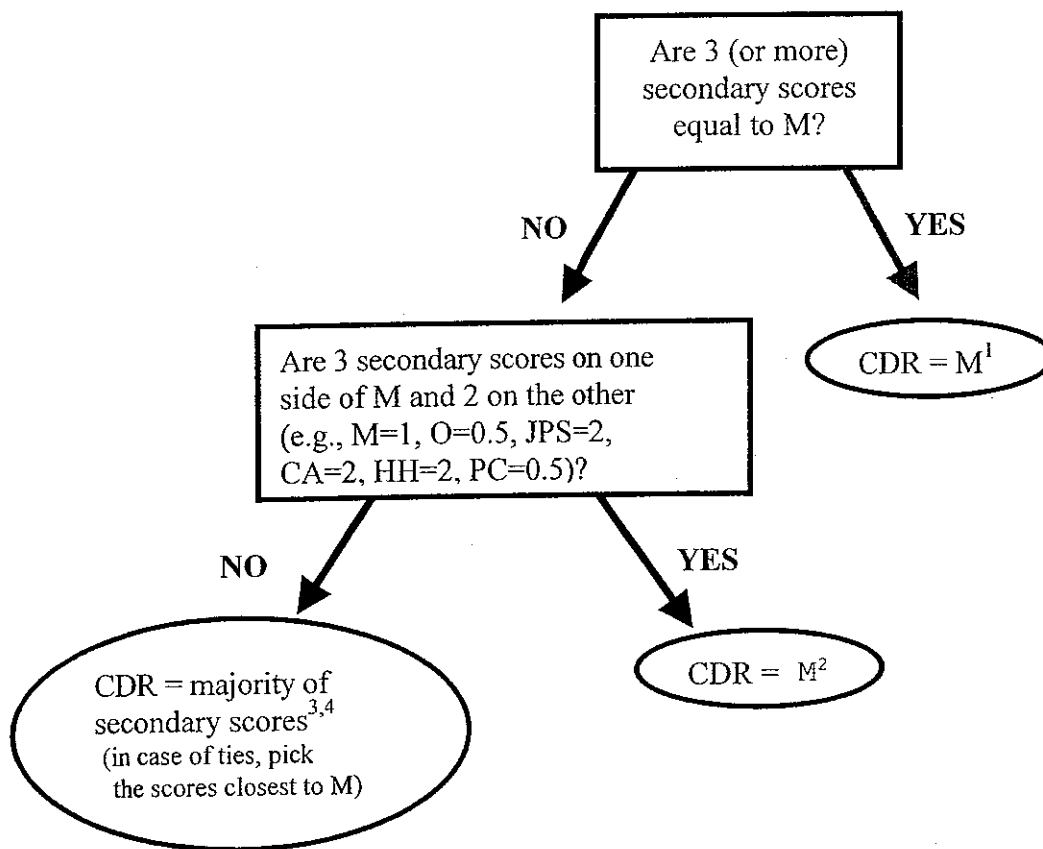 Are 3 (or more)
secondary scores
equal to M?
NO
YES
Are 3 secondary scores on one
side of M and 2 on the other
(e.g., M=1, O=0.5, JPS=2,
CA=2, HH=2, PC=0.5)?
CDR = M¹
NO
YES
CDR = majority of
secondary scores³,⁴
(in case of ties, pick
the scores closest to M)
CDR = M²